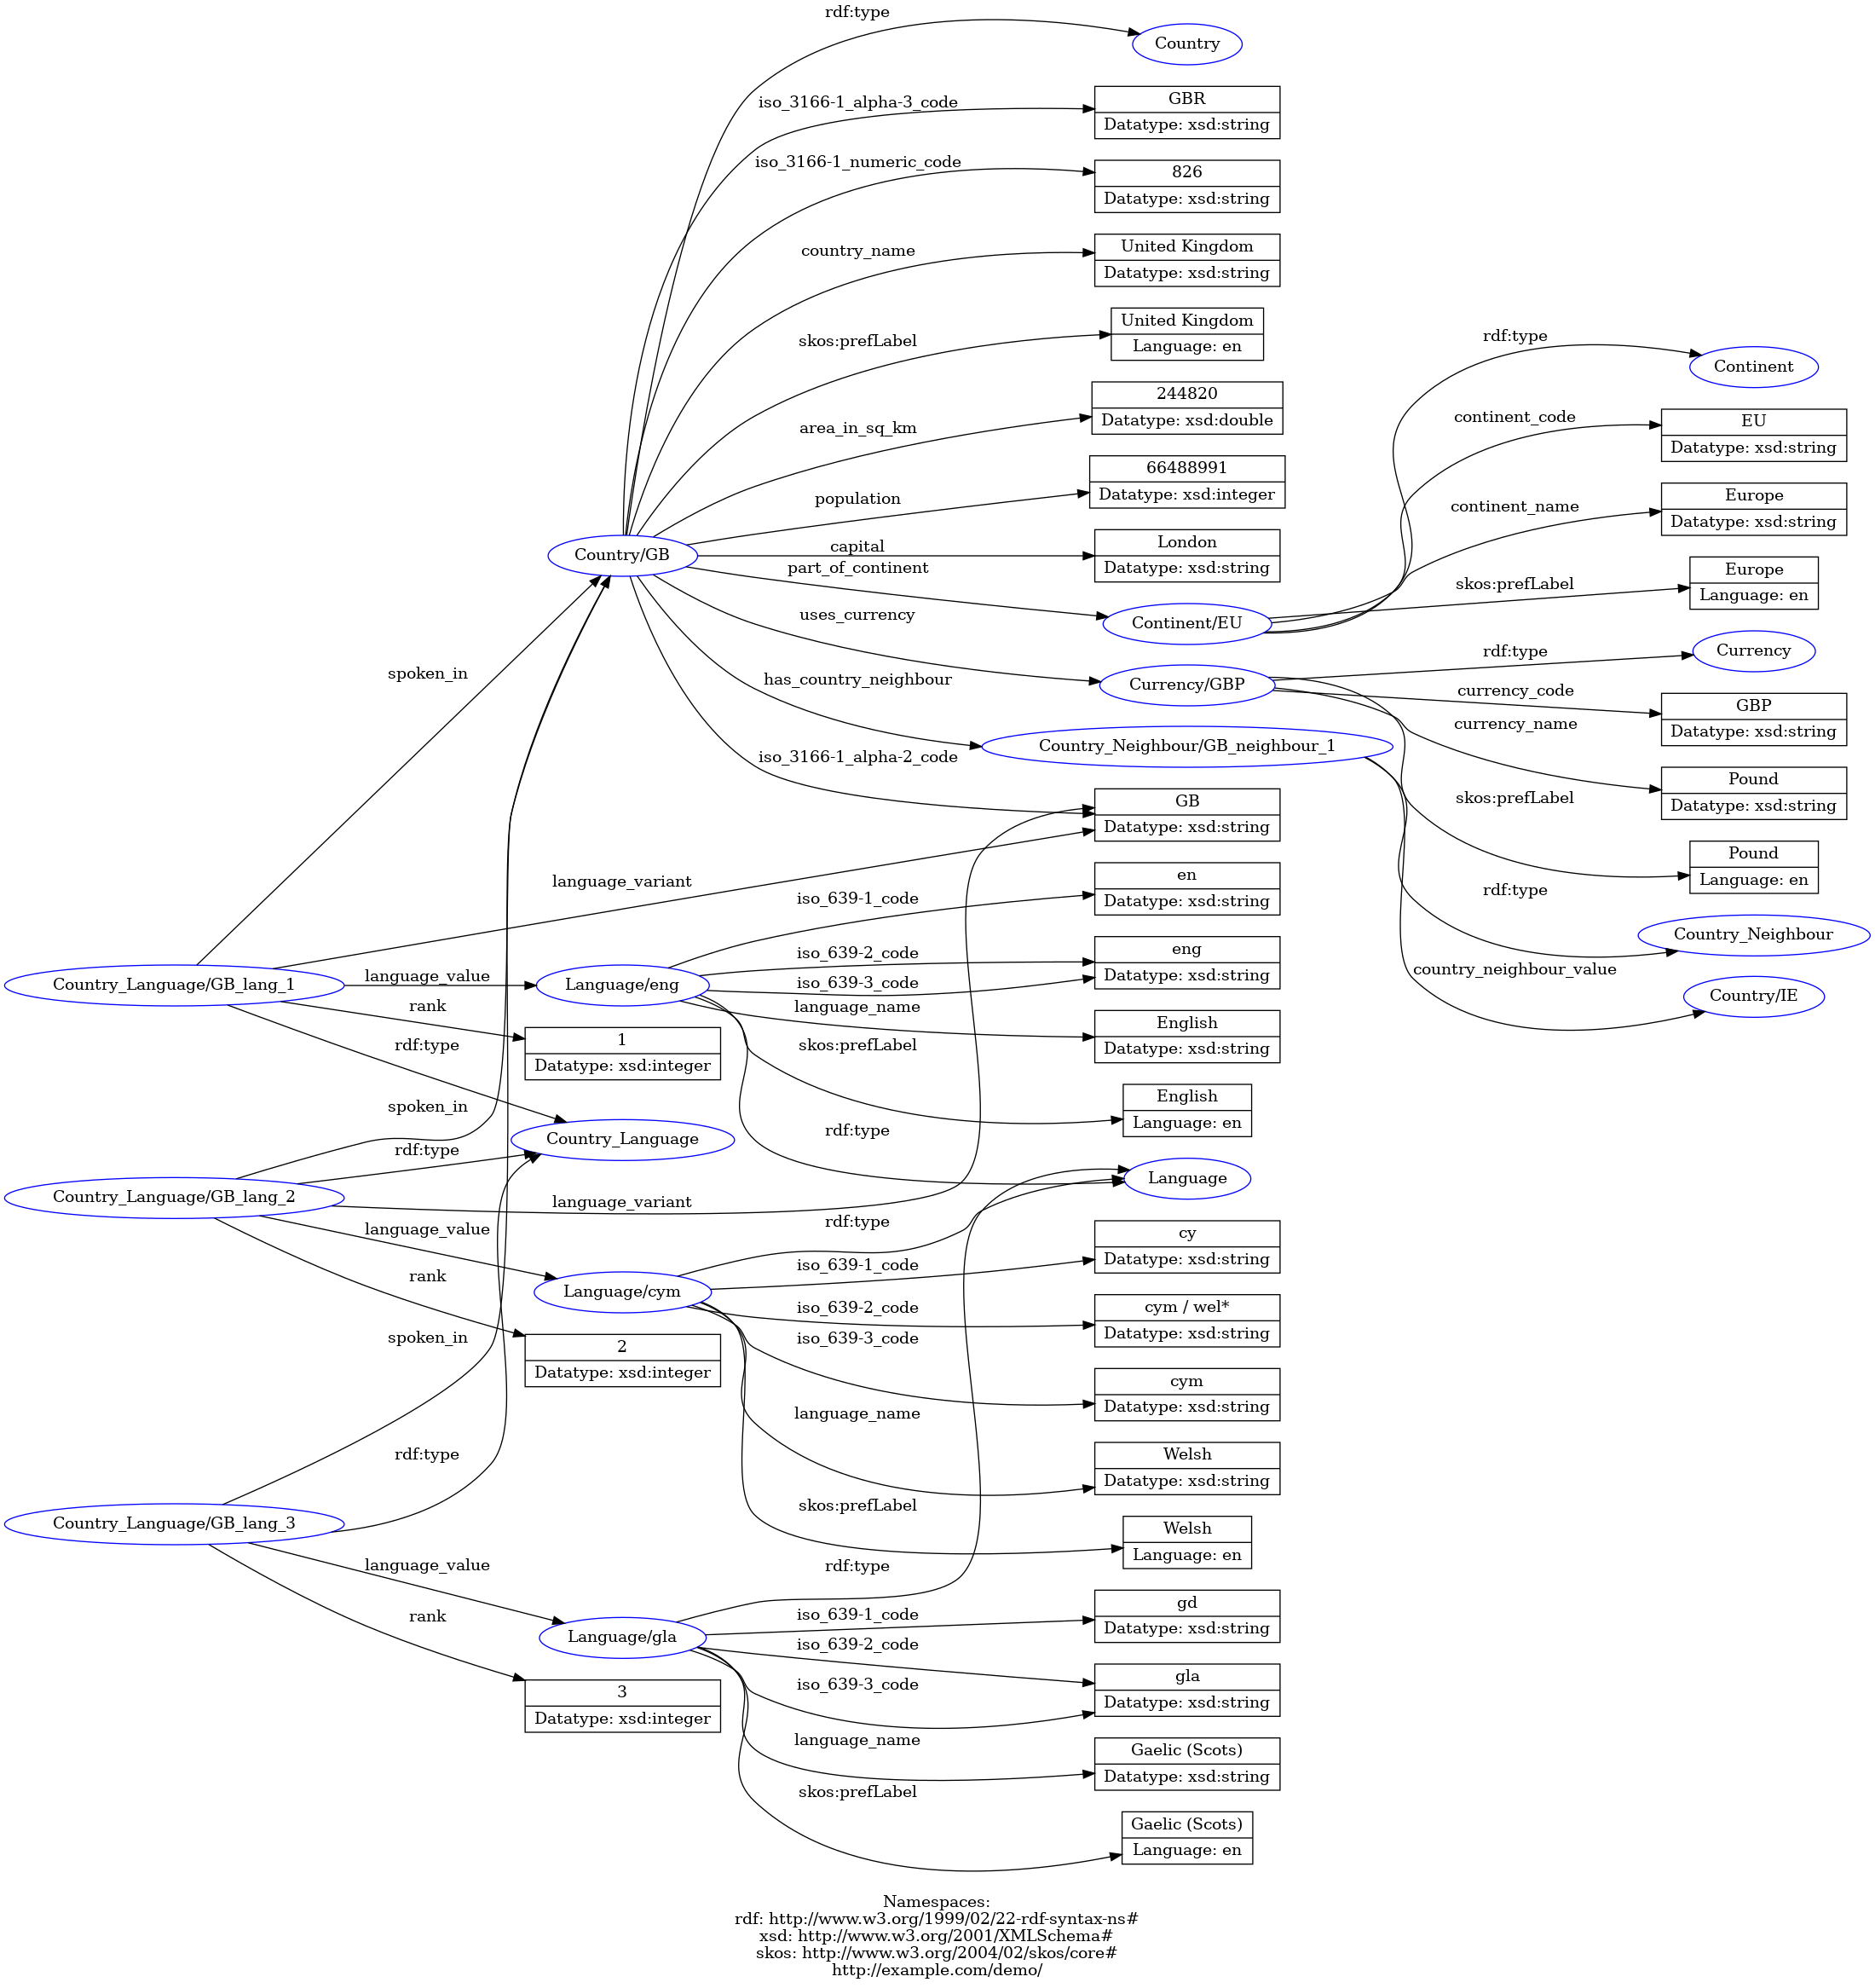 rdf:type
Country
iso_3166-1_alpha-3_code
GBR
Datatype: xsd:string
iso_3166-1_numeric_code
826
Datatype: xsd:string
country_name
United Kingdom
Datatype: xsd:string
skos:prefLabel
United Kingdom
Language: en
area_in_sq_km
244820
Datatype: xsd:double
population
66488991
Datatype: xsd:integer
Country/GB
capital
London
Datatype: xsd:string
part_of_continent
Continent/EU
uses_currency
Currency/GBP
has_country_neighbour
Country_Neighbour/GB_neighbour_1
iso_3166-1_alpha-2_code
GB
Datatype: xsd:string
rdf:type
Continent
continent_code
EU
Datatype: xsd:string
continent_name
Europe
Datatype: xsd:string
skos:prefLabel
Europe
Language: en
rdf:type
Currency
currency_code
GBP
Datatype: xsd:string
currency_name
Pound
Datatype: xsd:string
skos:prefLabel
Pound
Language: en
rdf:type
Country_Neighbour
country_neighbour_value
Country/IE
spoken_in
language_variant
Country_Language/GB_lang_1
language_value
Language/eng
rank
1
Datatype: xsd:integer
rdf:type
Country_Language
iso_639-1_code
en
Datatype: xsd:string
iso_639-2_code
eng
Datatype: xsd:string
iso_639-3_code
language_name
English
Datatype: xsd:string
skos:prefLabel
English
Language: en
rdf:type
Language
spoken_in
rdf:type
Country_Language/GB_lang_2
language_variant
language_value
Language/cym
rank
2
Datatype: xsd:integer
rdf:type
iso_639-1_code
cy
Datatype: xsd:string
iso_639-2_code
cym / wel*
Datatype: xsd:string
iso_639-3_code
cym
Datatype: xsd:string
language_name
Welsh
Datatype: xsd:string
skos:prefLabel
Welsh
Language: en
spoken_in
rdf:type
Country_Language/GB_lang_3
language_value
Language/gla
rank
3
Datatype: xsd:integer
rdf:type
iso_639-1_code
gd
Datatype: xsd:string
iso_639-2_code
gla
Datatype: xsd:string
iso_639-3_code
language_name
Gaelic (Scots)
Datatype: xsd:string
skos:prefLabel
Gaelic (Scots)
Language: en
Namespaces:
rdf: http://www.w3.org/1999/02/22-rdf-syntax-ns#
xsd: http://www.w3.org/2001/XMLSchema#
skos: http://www.w3.org/2004/02/skos/core#
http://example.com/demo/